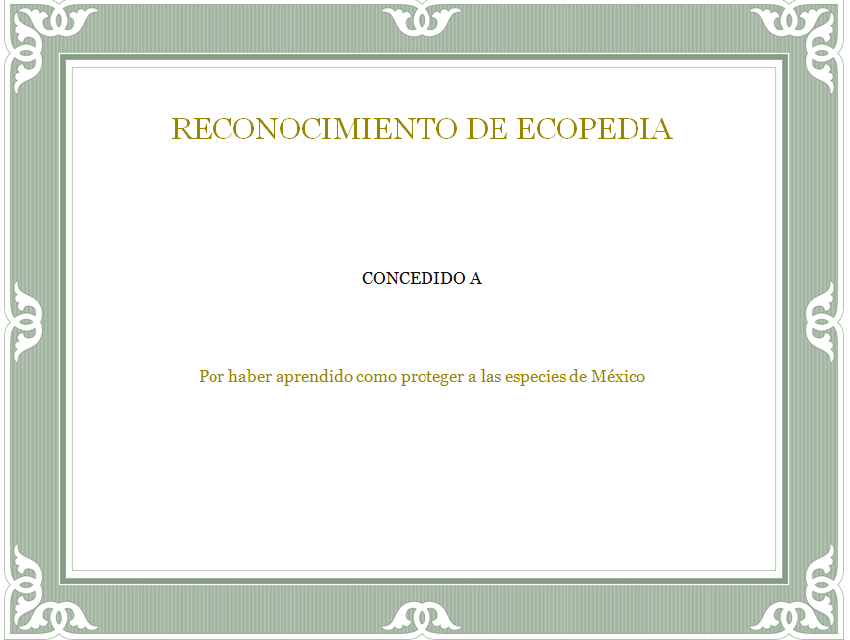 RECONOCIMIENTO DE ECOPEDIA
CONCEDIDO A
Por haber aprendido como proteger a las especies de México